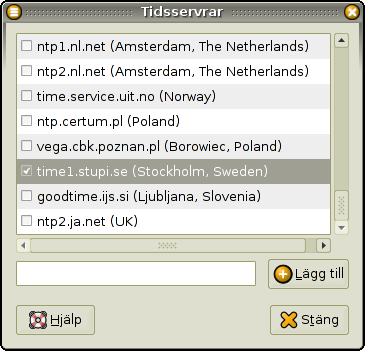 Tidsservrar
ntp1.nl.net (Amsterdam, The Netherlands)
ntp2.nl.net (Amsterdam, The Netherlands)
time.service.uit.no (Norway)
ntp.certum.pl (Poland)
vega.cbk.poznan.pl (Borowiec, Poland)
time1.stupi.se (Stockholm, Sweden)
goodtime.ijs.si (Ljubljana, Slovenia)
ntp2.ja.net (UK)
Lägg till
Hjälp
Stäng